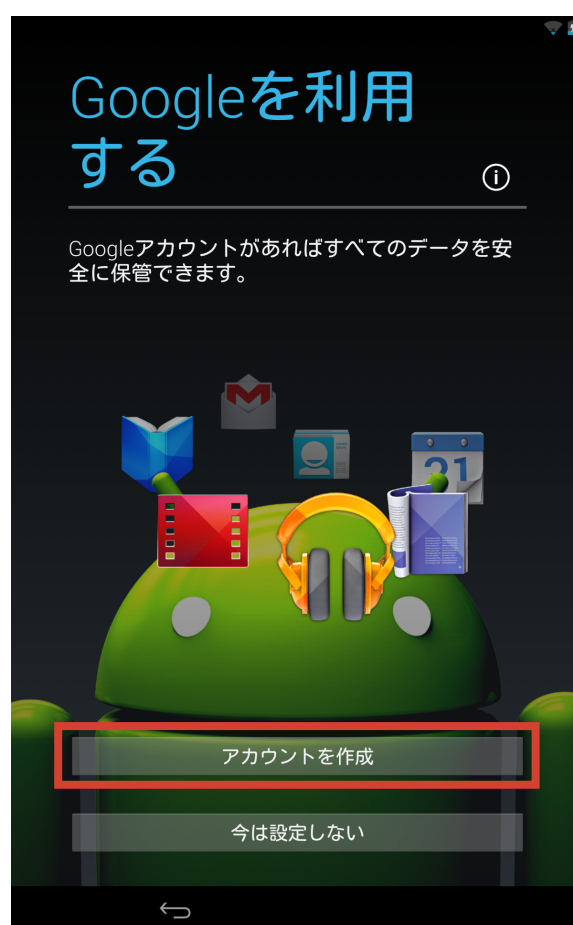 Googleを利用
する
Googleアカウントがあればすべてのデータを安
全に保管できます。
21
アカウントを作成
今は設定しない